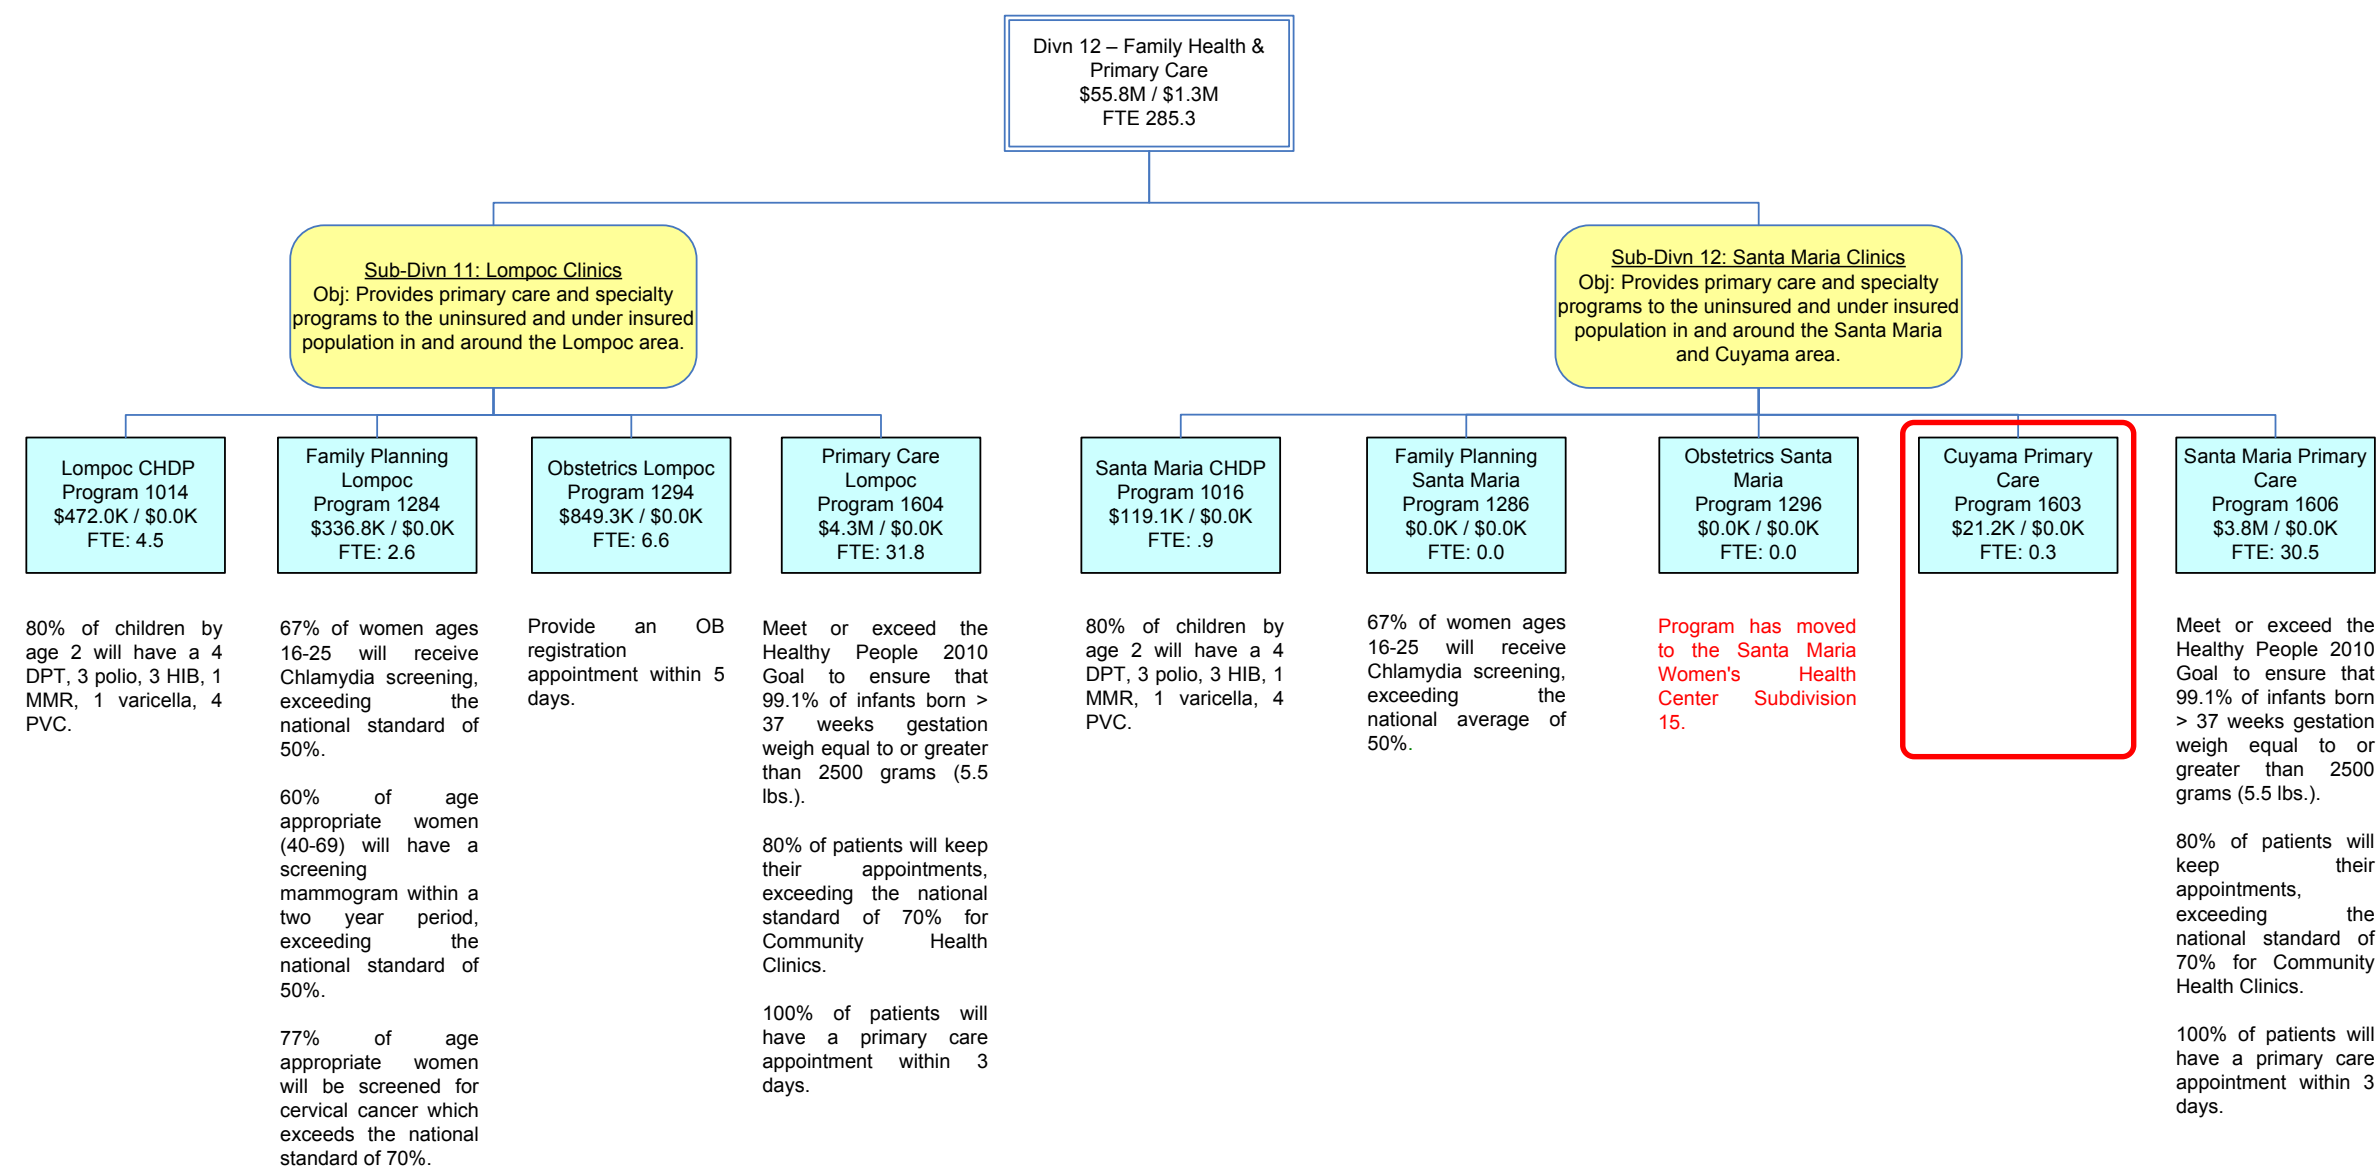 Divn 12 – Family Health &
Primary Care
$55.8M / $1.3M
FTE 285.3
Sub-Divn 11: Lompoc Clinics
Obj: Provides primary care and specialty
programs to the uninsured and under insured
population in and around the Lompoc area.
Sub-Divn 12: Santa Maria Clinics
Obj: Provides primary care and specialty
programs to the uninsured and under insured
population in and around the Santa Maria
and Cuyama area.
Lompoc CHDP
Program 1014
$472.0K / $0.0K
FTE: 4.5
Family Planning
Lompoc
Program 1284
$336.8K / $0.0K
FTE: 2.6
Obstetrics Lompoc
Program 1294
$849.3K / $0.0K
FTE: 6.6
Primary Care
Lompoc
Program 1604
$4.3M / $0.0K
FTE: 31.8
Santa Maria CHDP
Program 1016
$119.1K / $0.0K
FTE: .9
Family Planning
Santa Maria
Program 1286
$0.0K / $0.0K
FTE: 0.0
Obstetrics Santa
Maria
Program 1296
$0.0K / $0.0K
FTE: 0.0
Cuyama Primary
Care
Program 1603
$21.2K / $0.0K
FTE: 0.3
Santa Maria Primary
Care
Program 1606
$3.8M / $0.0K
FTE: 30.5
80% of children by
age 2 will have a 4
DPT, 3 polio, 3 HIB, 1
MMR, 1 varicella, 4
PVC.
67% of women ages
16-25 will receive
Chlamydia screening,
exceeding the
national standard of
50%.
60% of age
appropriate women
(40-69) will have a
screening
mammogram within a
two year period,
exceeding the
national standard of
50%.
77% of age
appropriate women
will be screened for
cervical cancer which
exceeds the national
standard of 70%.
Provide an OB
registration
appointment within 5
days.
Meet or exceed the
Healthy People 2010
Goal to ensure that
99.1% of infants born >
37 weeks gestation
weigh equal to or greater
than 2500 grams (5.5
lbs.).
80% of patients will keep
their appointments,
exceeding the national
standard of 70% for
Community Health
Clinics.
100% of patients will
have a primary care
appointment within 3
days.
80% of children by
age 2 will have a 4
DPT, 3 polio, 3 HIB, 1
MMR, 1 varicella, 4
PVC.
67% of women ages
16-25 will receive
Chlamydia screening,
exceeding the
national average of
50%.
Program has moved
to the Santa Maria
Women's Health
Center Subdivision
15.
Meet or exceed the
Healthy People 2010
Goal to ensure that
99.1% of infants born
> 37 weeks gestation
weigh equal to or
greater than 2500
grams (5.5 lbs.).
80% of patients will
keep their
appointments,
exceeding the
national standard of
70% for Community
Health Clinics.
100% of patients will
have a primary care
appointment within 3
days.